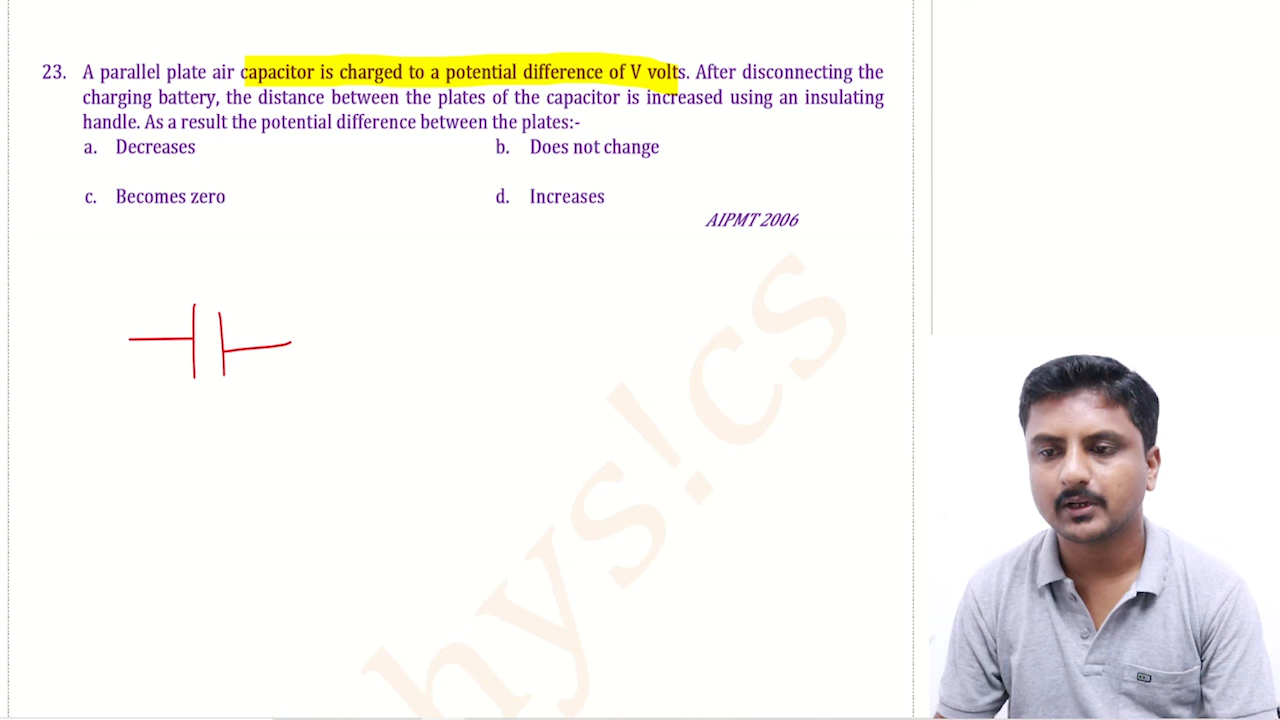 23. A parallel plate air capacitor is charged to a potential difference of V volts. After disconnecting the
charging battery, the distance between the plates of the capacitor is increased using an insulating
handle. As a result the potential difference between the plates:-
a. Decreases b. Does not change
c. Becomes zero d. Increases
AIPMT 2006
hys!cs